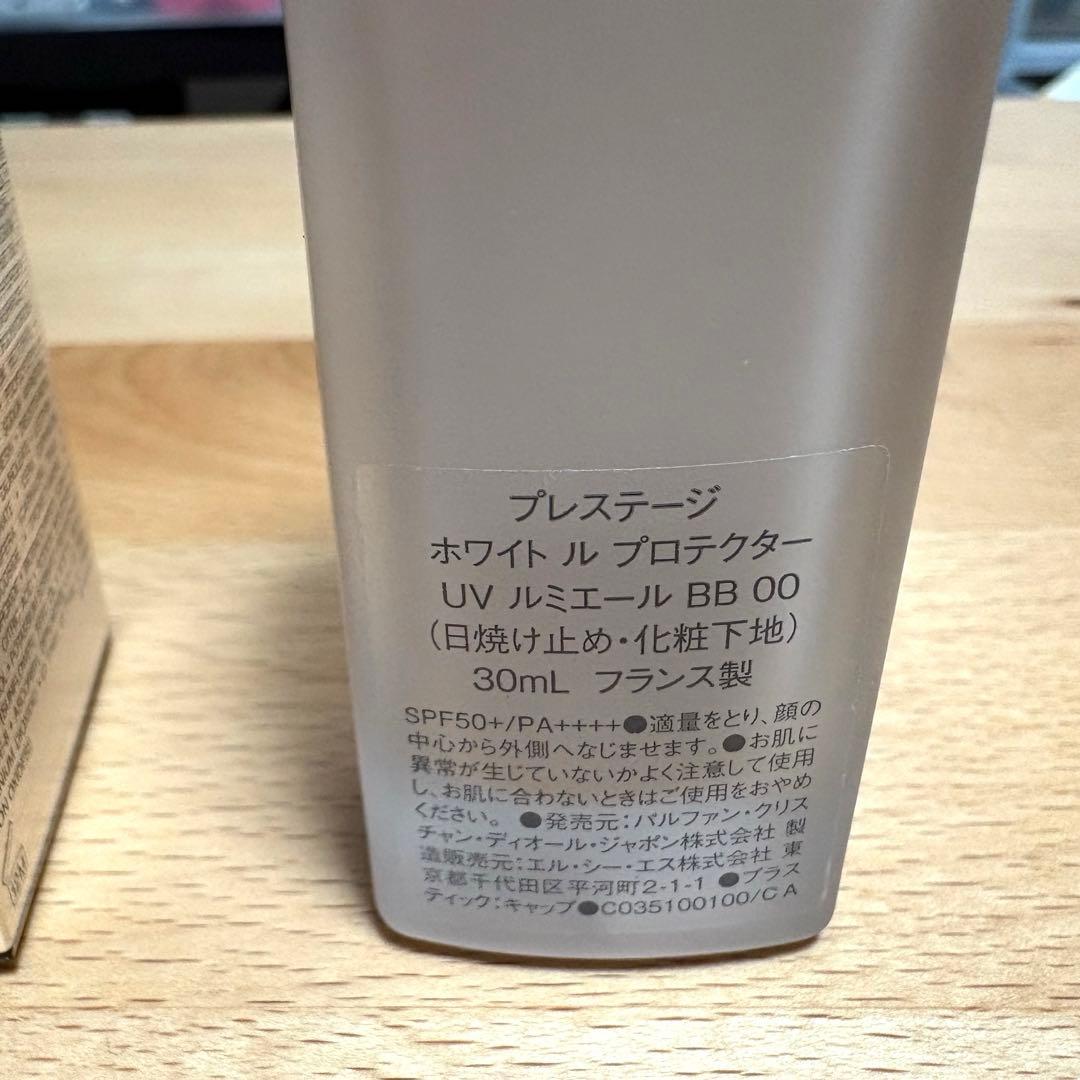 プレステージ
ホワイト ル プロテクター
UV ルミエール BB 00
（日焼け止め・化粧下地）
30mL フランス製
SPF50+/PA++++●適量をとり、顔の
中心から外側へなじませます。●お肌に
異常が生じていないかよく注意して使用
し、お肌に合わないときはご使用をおやめ
ください。 ●発売元：パルファン・クリス
チャン・ディオール・ジャポン株式会社 製
造販売元：エル・シー・エス株式会社 東
京都千代田区平河町2-1-1 ●プラス
ティック：キャップ●C035100100/C A